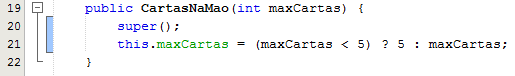 19 public CartasNaMao(int maxCartas) {
20 super();
21 this.maxCartas = (maxCartas < 5) ? 5 : maxCartas;
22 }